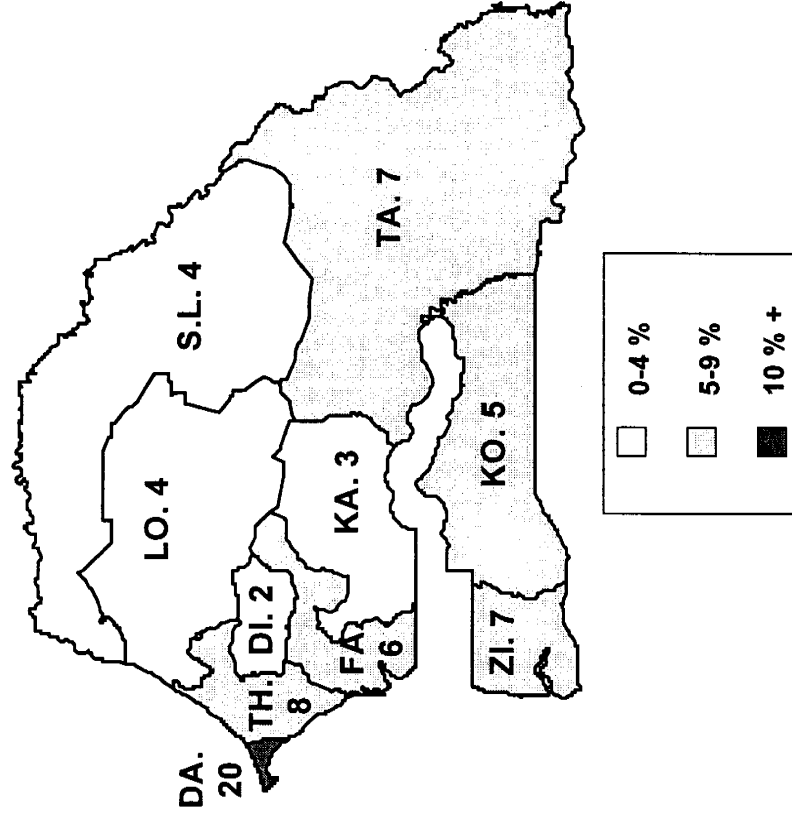 S.L. 4
LO. 4
TA. 7
DA.
20
TH.
8
DI. 2
KA. 3
FA
6
KO. 5
ZI. 7
0-4 %
5-9 %
10 % +